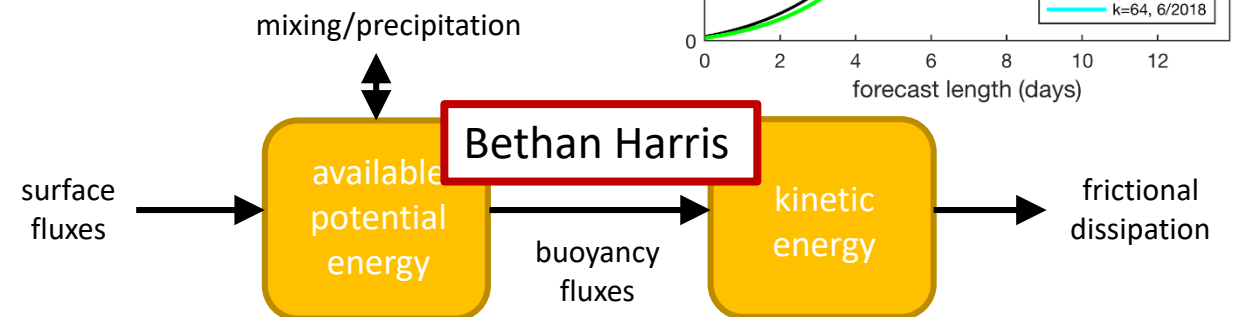 mixing/precipitation
k=64, 6/2018
0
0 2 4 6 8 10 12
forecast length (days)
Bethan Harris
surface
fluxes
available
potential
energy
buoyancy
fluxes
kinetic
energy
frictional
dissipation